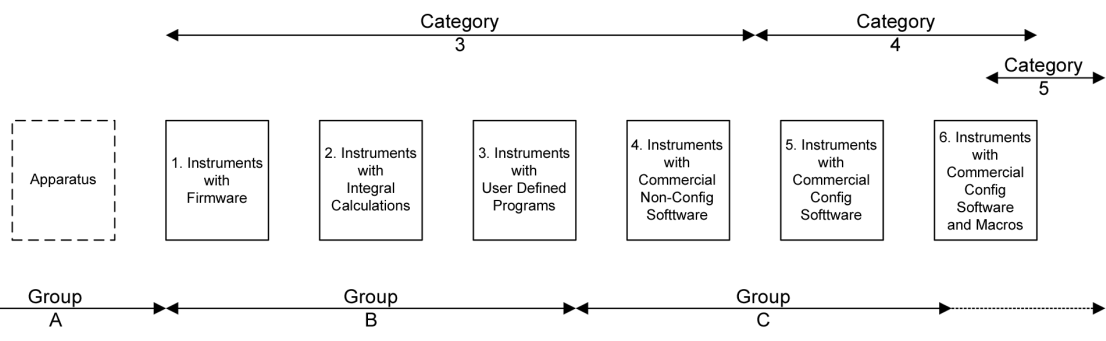 Category
3
Category
4
Category
5
Apparatus
1. Instruments
with
Firmware
2. Instruments
with
Integral
Calculations
3. Instruments
with
User Defined
Programs
4. Instruments
with
Commercial
Non-Config
Softtware
5. Instruments
with
Commercial
Config
Softtware
6. Instruments
with
Commercial
Config
Software
and Macros
Group
A
Group
B
Group
C